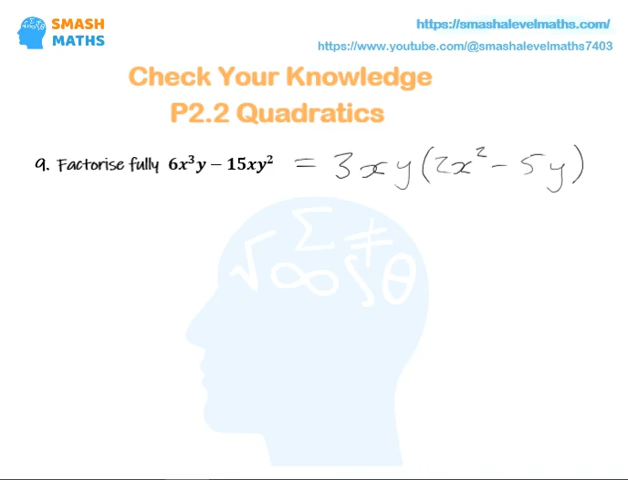 SMASH
MATHS
https://smashalevelmaths.com/
https://www.youtube.com/@smashalevelmaths7403
Check Your Knowledge
P2.2 Quadratics
9. Factorise fully 6x³y − 15xy² = 3xy(2x² − 5y)
√ Σ ≠
∞ ∫ θ